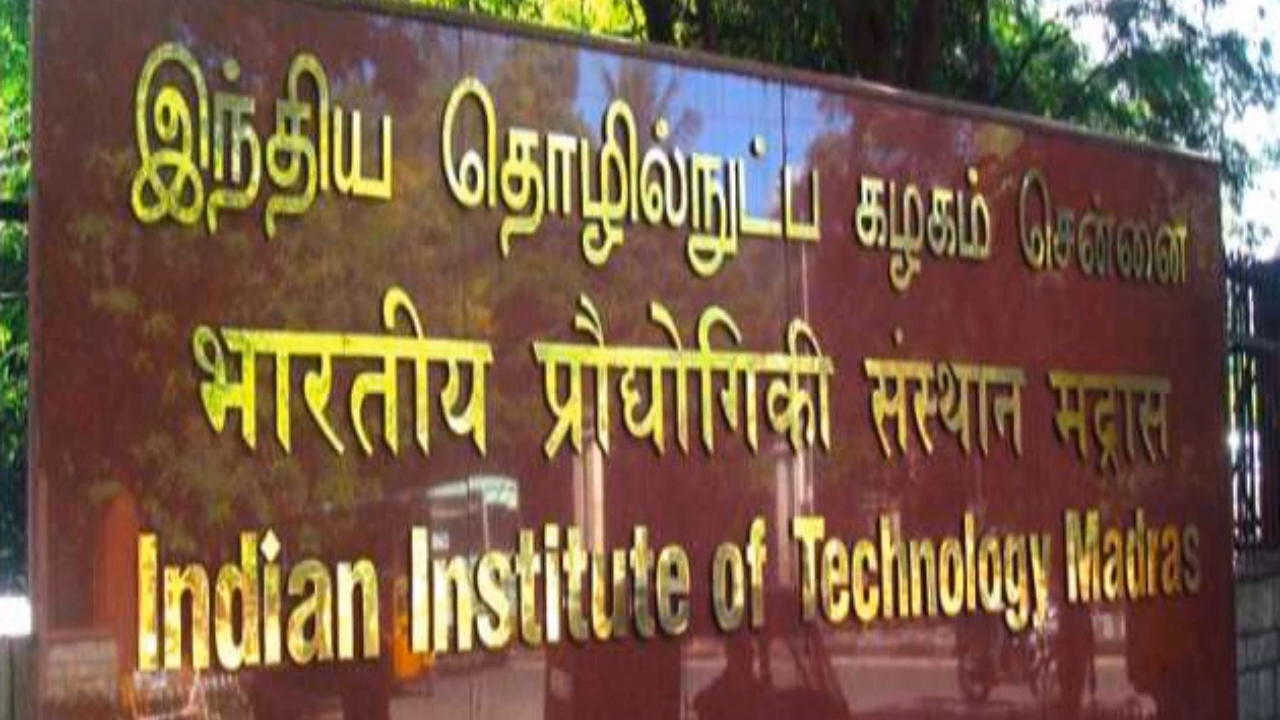 இந்திய தொழில்நுட்ப கழகம் சென்னை
भारतीय प्रौद्योगिकी संस्थान मद्रास
Indian Institute of Technology Madras